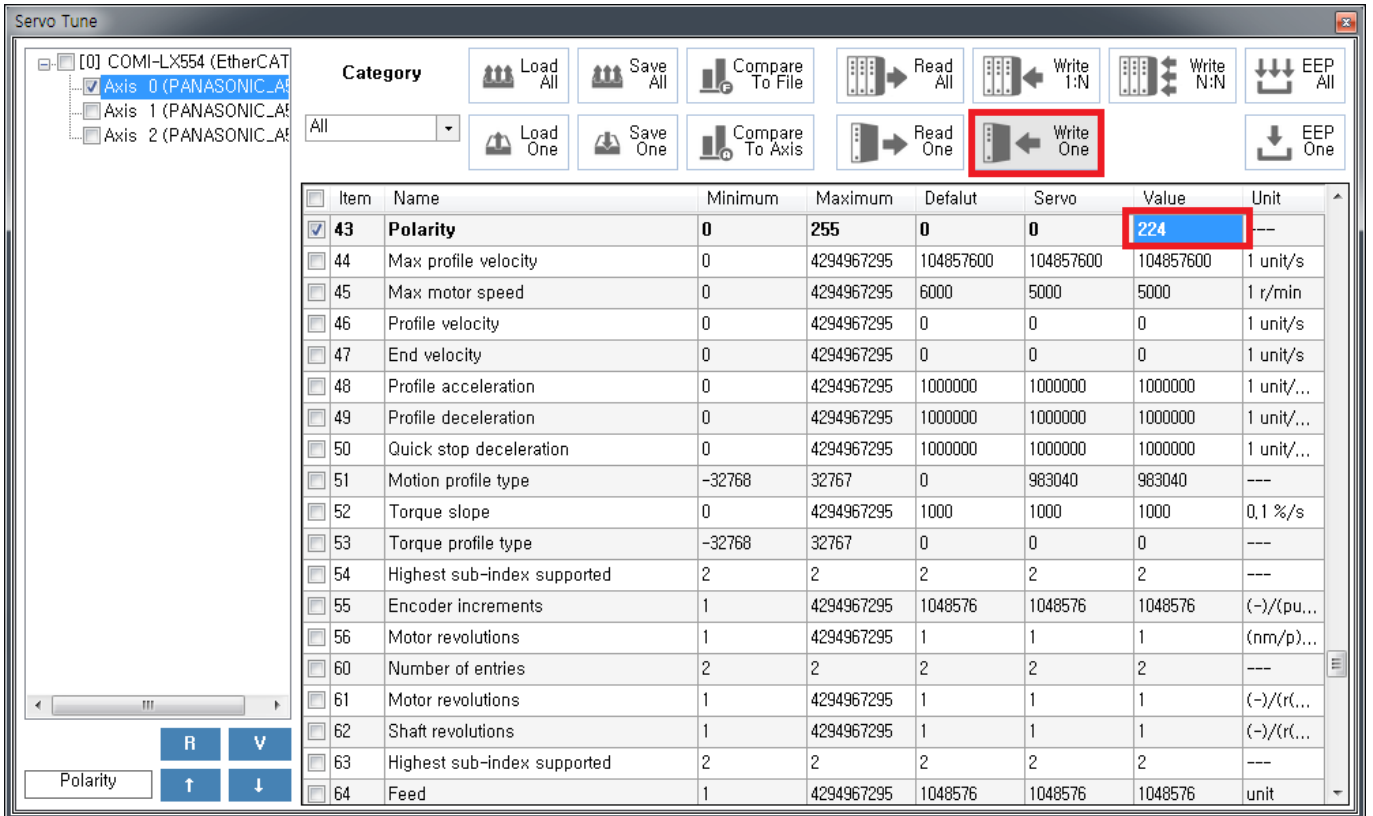 Servo Tune
[0] COMI-LX554 (EtherCAT
Axis 0 (PANASONIC_A5
Axis 1 (PANASONIC_A5
Axis 2 (PANASONIC_A5
Category
All
Load All
Save All
Compare To File
Read All
Write 1:N
Write N:N
EEP All
Load One
Save One
Compare To Axis
Read One
Write One
EEP One
Item Name Minimum Maximum Defalut Servo Value Unit
43 Polarity 0 255 0 0 224 ---
44 Max profile velocity 0 4294967295 104857600 104857600 104857600 1 unit/s
45 Max motor speed 0 4294967295 6000 5000 5000 1 r/min
46 Profile velocity 0 4294967295 0 0 0 1 unit/s
47 End velocity 0 4294967295 0 0 0 1 unit/s
48 Profile acceleration 0 4294967295 1000000 1000000 1000000 1 unit/...
49 Profile deceleration 0 4294967295 1000000 1000000 1000000 1 unit/...
50 Quick stop deceleration 0 4294967295 1000000 1000000 1000000 1 unit/...
51 Motion profile type -32768 32767 0 983040 983040 ---
52 Torque slope 0 4294967295 1000 1000 1000 0.1 %/s
53 Torque profile type -32768 32767 0 0 0 ---
54 Highest sub-index supported 2 2 2 2 2 ---
55 Encoder increments 1 4294967295 1048576 1048576 1048576 (-)/(pu...
56 Motor revolutions 1 4294967295 1 1 1 (nm/p)...
60 Number of entries 2 2 2 2 2 ---
61 Motor revolutions 1 4294967295 1 1 1 (-)/(r(...
62 Shaft revolutions 1 4294967295 1 1 1 (-)/(r(...
63 Highest sub-index supported 2 2 2 2 2 ---
64 Feed 1 4294967295 1048576 1048576 1048576 unit
R V
Polarity ↑ ↓